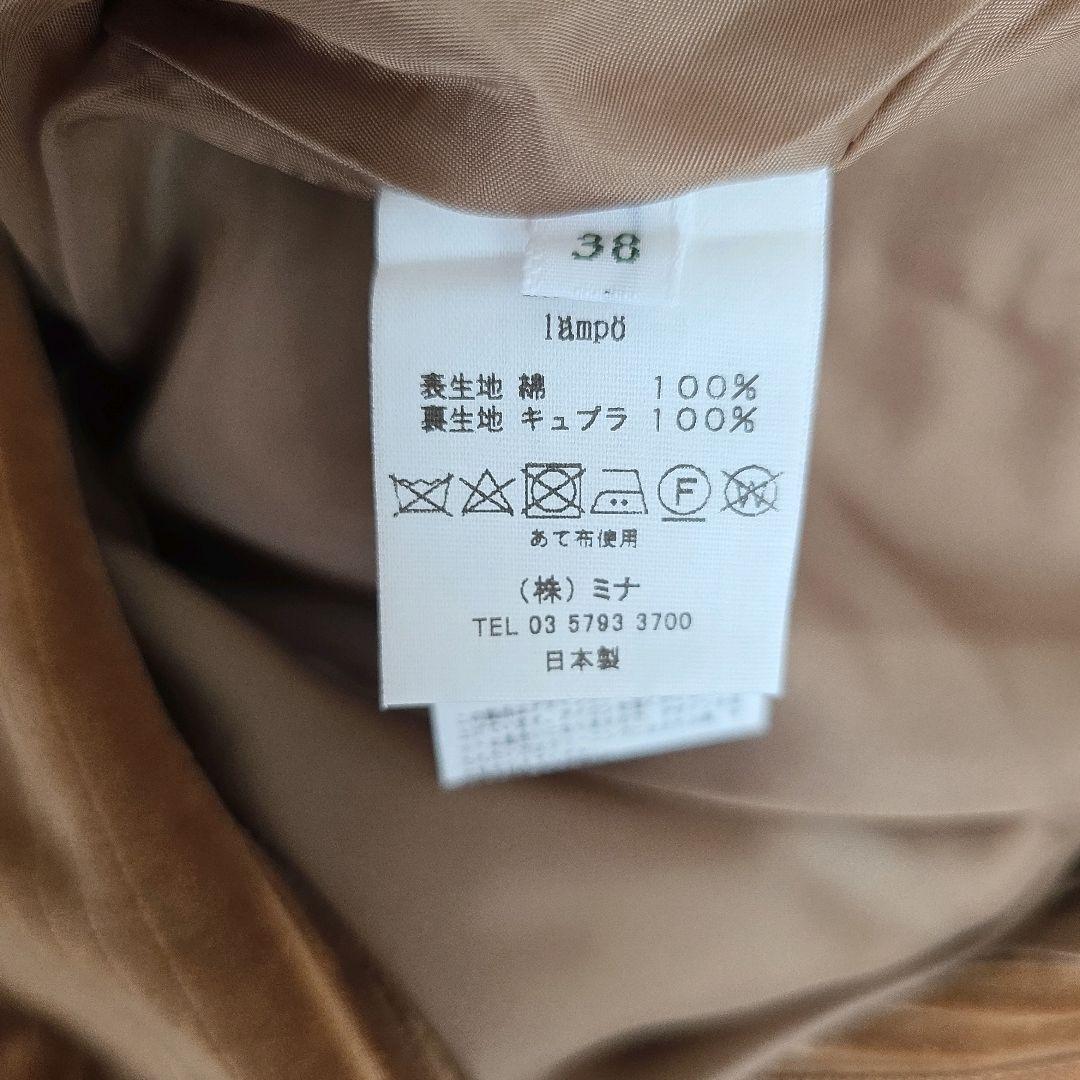 38
lämpö
表生地 綿 100%
裏生地 キュプラ 100%
F W
あて布使用
(株)ミナ
TEL 03 5793 3700
日本製